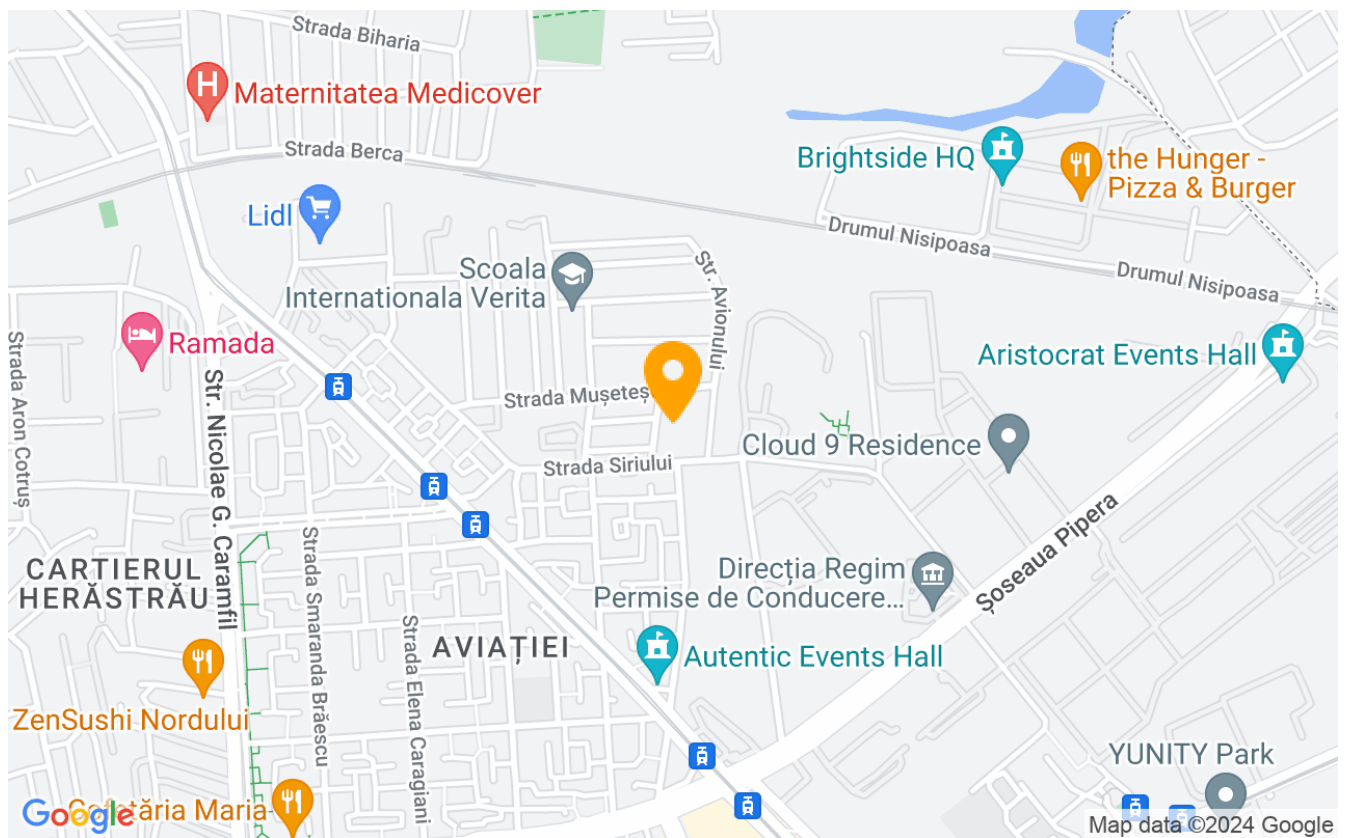 Strada Biharia
H
Maternitatea Medicover
Strada Berca
Brightside HQ
the Hunger -
Pizza & Burger
Lidl
Drumul Nisipoasa
Drumul Nisipoasa
Scoala
Internationala Verita
Str. Avionului
Ramada
Aristocrat Events Hall
Strada Aron Cotruș
Str. Nicolae G. Caramfil
Strada Mușeteș
Cloud 9 Residence
Strada Siriului
Șoseaua Pipera
CARTIERUL
HERĂSTRĂU
Strada Smaranda Brăescu
Direcția Regim
Permise de Conducere...
Strada Elena Caragiani
AVIAȚIEI
Autentic Events Hall
ZenSushi Nordului
YUNITY Park
Google
tăria Maria
Map data ©2024 Google